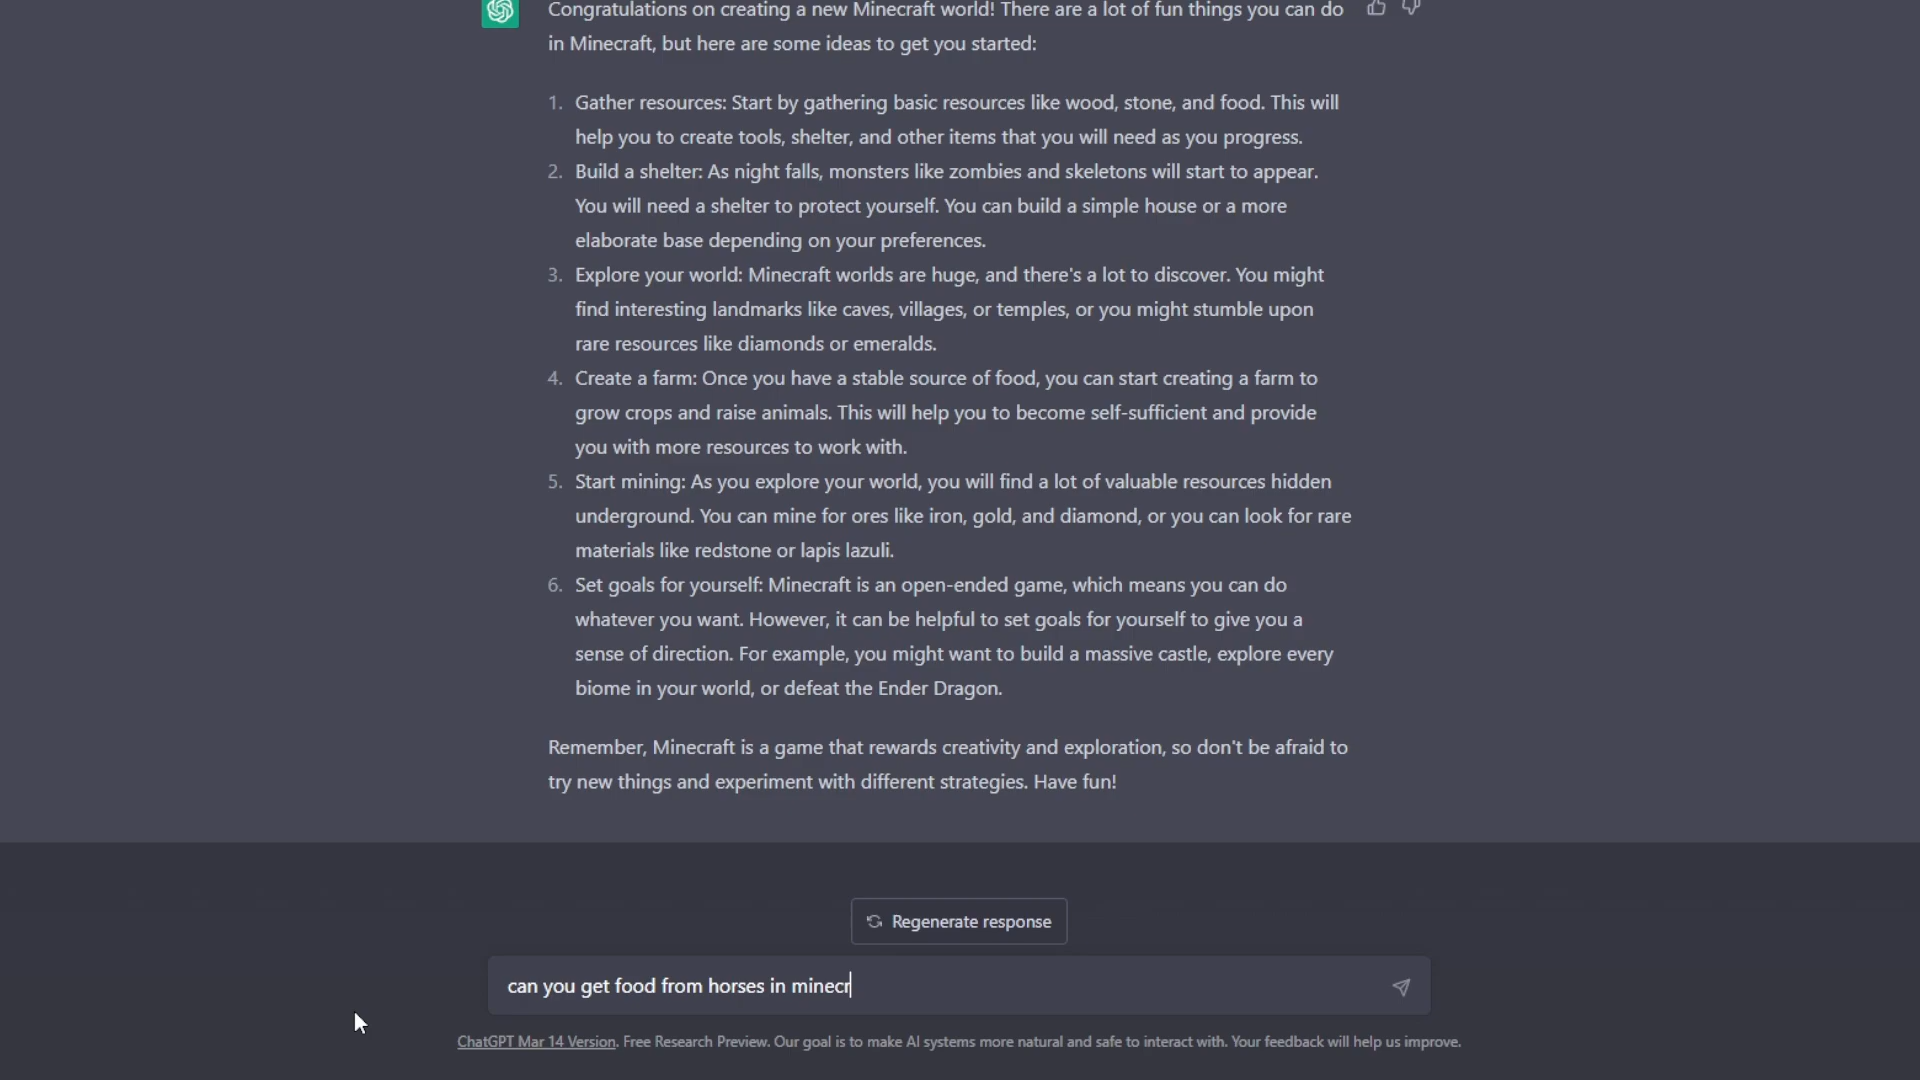 Congratulations on creating a new Minecraft world! There are a lot of fun things you can do
in Minecraft, but here are some ideas to get you started:
1. Gather resources: Start by gathering basic resources like wood, stone, and food. This will
help you to create tools, shelter, and other items that you will need as you progress.
2. Build a shelter: As night falls, monsters like zombies and skeletons will start to appear.
You will need a shelter to protect yourself. You can build a simple house or a more
elaborate base depending on your preferences.
3. Explore your world: Minecraft worlds are huge, and there's a lot to discover. You might
find interesting landmarks like caves, villages, or temples, or you might stumble upon
rare resources like diamonds or emeralds.
4. Create a farm: Once you have a stable source of food, you can start creating a farm to
grow crops and raise animals. This will help you to become self-sufficient and provide
you with more resources to work with.
5. Start mining: As you explore your world, you will find a lot of valuable resources hidden
underground. You can mine for ores like iron, gold, and diamond, or you can look for rare
materials like redstone or lapis lazuli.
6. Set goals for yourself: Minecraft is an open-ended game, which means you can do
whatever you want. However, it can be helpful to set goals for yourself to give you a
sense of direction. For example, you might want to build a massive castle, explore every
biome in your world, or defeat the Ender Dragon.
Remember, Minecraft is a game that rewards creativity and exploration, so don't be afraid to
try new things and experiment with different strategies. Have fun!
Regenerate response
can you get food from horses in minecr
ChatGPT Mar 14 Version. Free Research Preview. Our goal is to make AI systems more natural and safe to interact with. Your feedback will help us improve.